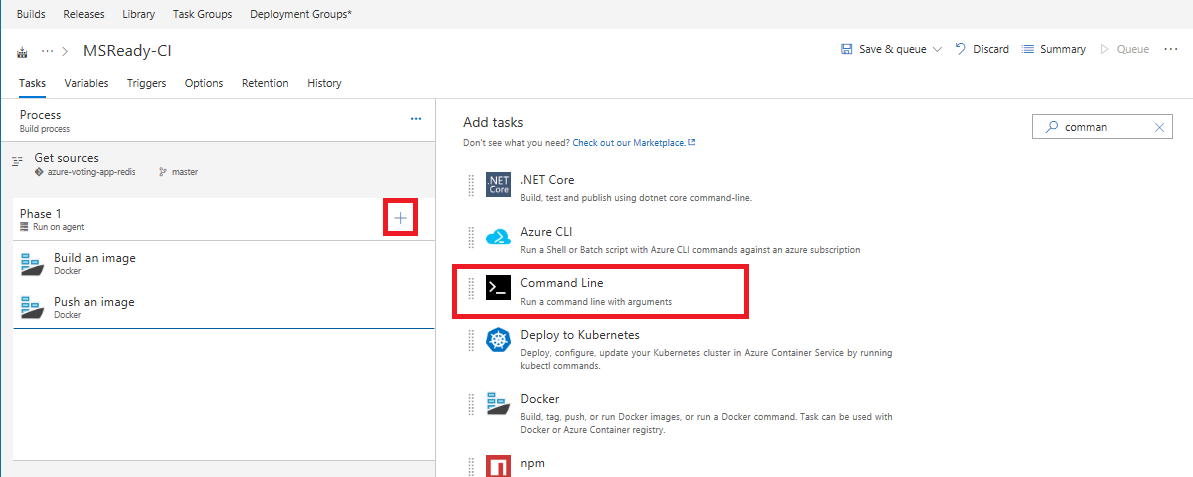 Builds Releases Library Task Groups Deployment Groups*
··· > MSReady-CI
Save & queue Discard Summary Queue ···
Tasks Variables Triggers Options Retention History
Process
Build process
···
Get sources
azure-voting-app-redis master
Phase 1
Run on agent
+
Build an image
Docker
Push an image
Docker
Add tasks
Don't see what you need? Check out our Marketplace.
comman
.NET Core
.NET
Core
Build, test and publish using dotnet core command-line.
Azure CLI
Run a Shell or Batch script with Azure CLI commands against an azure subscription
>_
Command Line
Run a command line with arguments
Deploy to Kubernetes
Deploy, configure, update your Kubernetes cluster in Azure Container Service by running
kubectl commands.
Docker
Build, tag, push, or run Docker images, or run a Docker command. Task can be used with
Docker or Azure Container registry.
npm